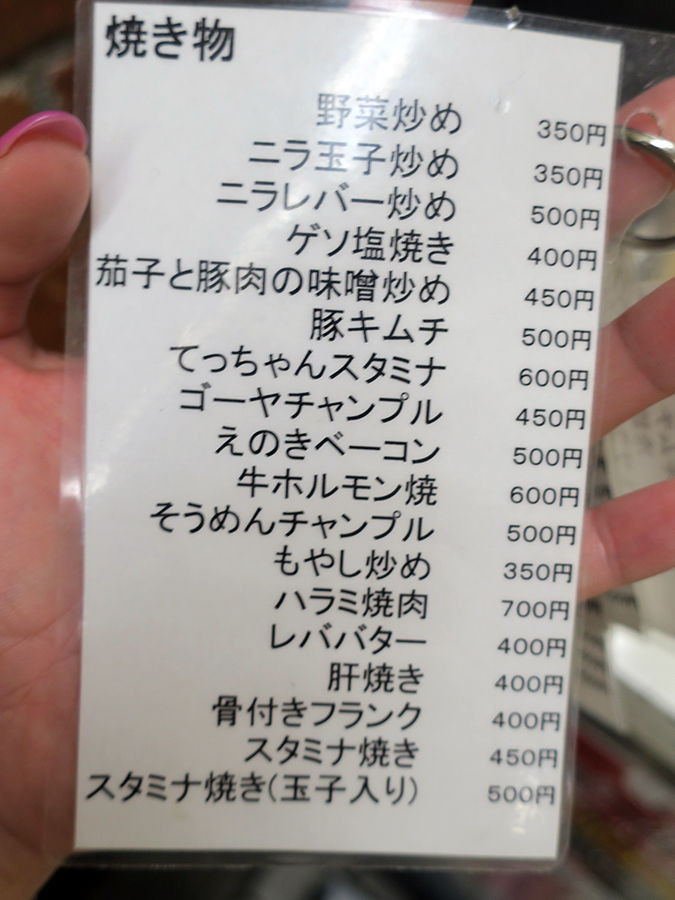 焼き物
野菜炒め 350円
ニラ玉子炒め 350円
ニラレバー炒め 500円
ゲソ塩焼き 400円
茄子と豚肉の味噌炒め 450円
豚キムチ 500円
てっちゃんスタミナ 600円
ゴーヤチャンプル 450円
えのきベーコン 500円
牛ホルモン焼 600円
そうめんチャンプル 500円
もやし炒め 350円
ハラミ焼肉 700円
レババター 400円
肝焼き 400円
骨付きフランク 400円
スタミナ焼き 450円
スタミナ焼き(玉子入り) 500円